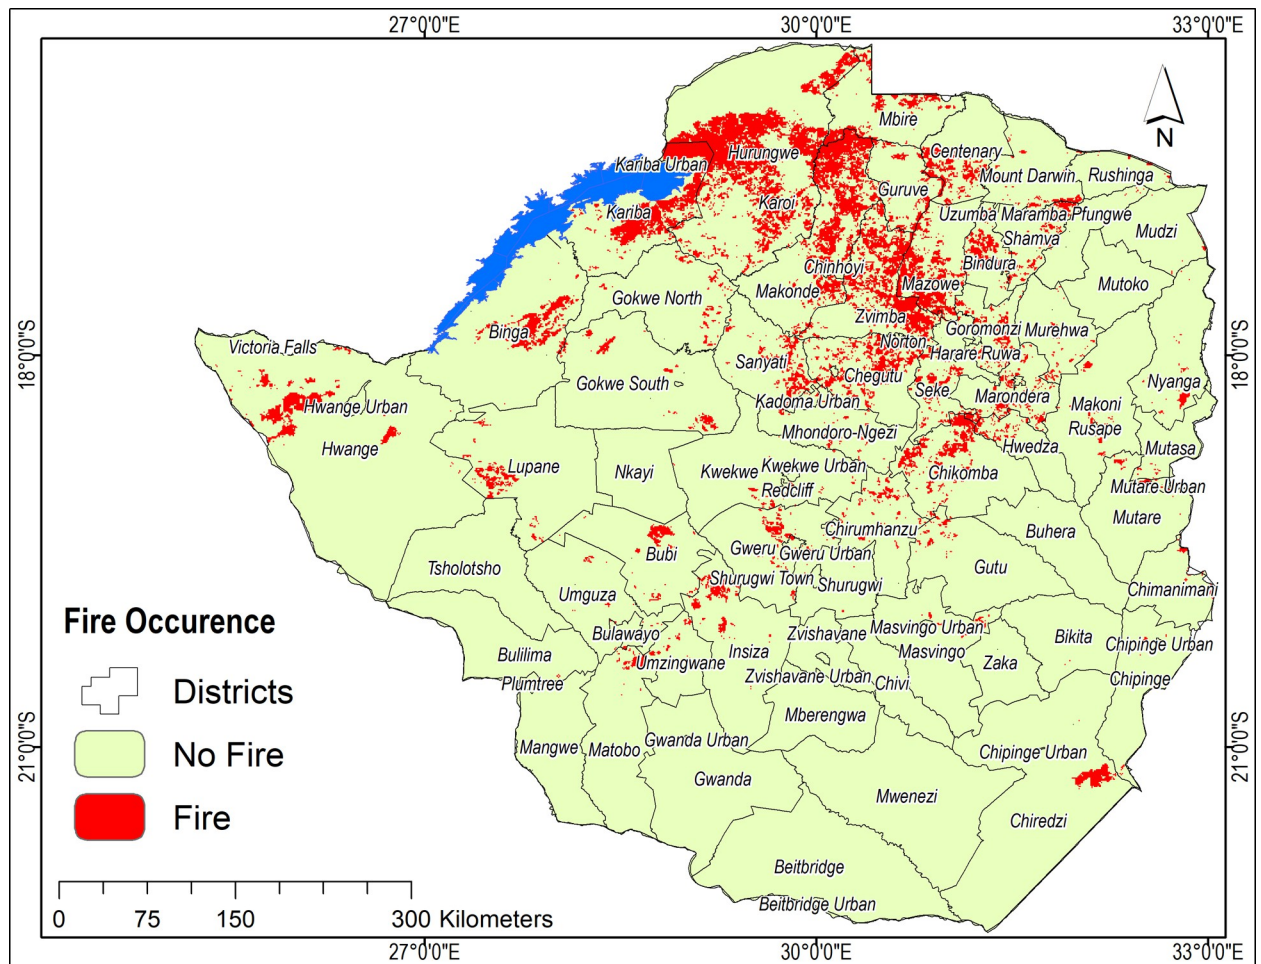 27°0'0"E
30°0'0"E
33°0'0"E
N
Mbire
Centenary
Hurungwe
Kariba Urban
Mount Darwin
Rushinga
Guruve
Karoi
Kariba
Uzumba Maramba Pfungwe
Mudzi
Shamva
Bindura
Chinhoyi
Mazowe
Mutoko
Makonde
Gokwe North
Zvimba
Goromonzi
Murehwa
Binga
Norton
Harare
Ruwa
Victoria Falls
18°0'0"S
18°0'0"S
Sanyati
Chegutu
Gokwe South
Seke
Marondera
Nyanga
Kadoma Urban
Makoni
Hwange Urban
Rusape
Mhondoro-Ngezi
Hwange
Hwedza
Mutasa
Lupane
Nkayi
Kwekwe
Kwekwe Urban
Chikomba
Redcliff
Mutare Urban
Mutare
Chirumhanzu
Buhera
Bubi
Gweru
Gweru Urban
Tsholotsho
Gutu
Shurugwi Town
Shurugwi
Chimanimani
Umguza
Fire Occurence
Bulawayo
Zvishavane
Masvingo Urban
Bikita
Chipinge Urban
Bulilima
Umzingwane
Insiza
Masvingo
Zaka
Plumtree
Zvishavane Urban
Chivi
Chipinge
Districts
Mberengwa
21°0'0"S
21°0'0"S
Mangwe
Matobo
Gwanda Urban
Chipinge Urban
No Fire
Gwanda
Mwenezi
Chiredzi
Fire
Beitbridge
Beitbridge Urban
0
75
150
300 Kilometers
27°0'0"E
30°0'0"E
33°0'0"E